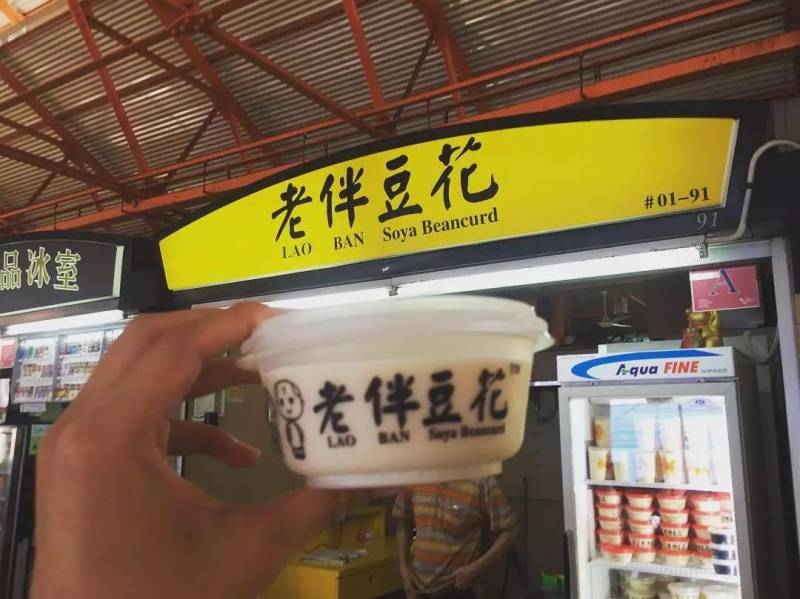 老伴豆花
LAO BAN Soya Beancurd
#01-91
91
品冰室
A
Aqua FINE
老伴豆花
LAO BAN Soya Beancurd